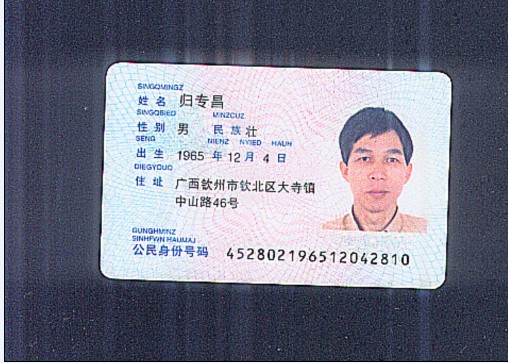 SINGQMINGZ
姓名 归专昌
SINGQBIED MINZCUZ
性别 男 民族 壮
SENG NIENZ NYIED HAUH
出生 1965 年 12 月 4 日
DIEGYOUQ
住址 广西钦州市钦北区大寺镇
中山路46号
GUNGHMINZ
SINHFWN HAUMAJ
公民身份号码 452802196512042810